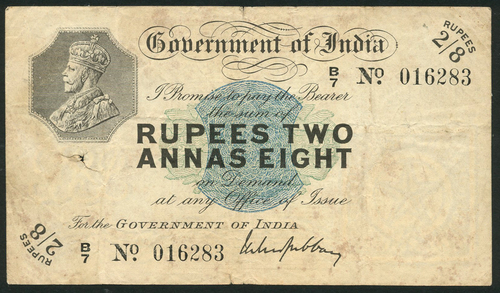 Government of India
RUPEES 2/8
B/7 No. 016283
I Promise to pay the Bearer
the sum of
RUPEES TWO
ANNAS EIGHT
on Demand
at any Office of Issue
For the GOVERNMENT OF INDIA
RUPEES 2/8
B/7 No. 016283